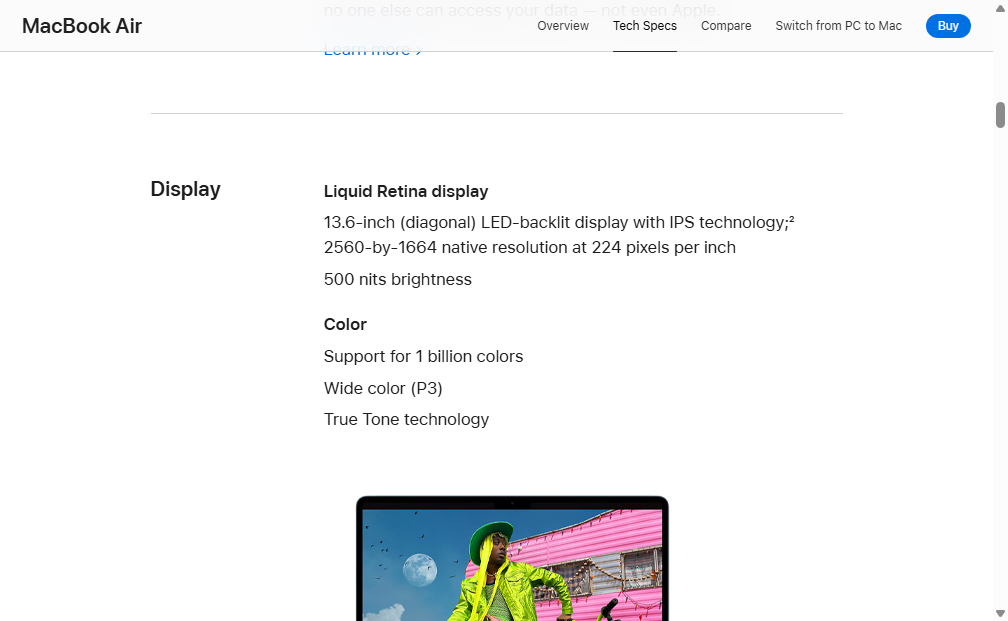 MacBook Air
Overview
Tech Specs
Compare
Switch from PC to Mac
Buy
no one else can access your data — not even Apple.
Learn more
Display
Liquid Retina display
13.6-inch (diagonal) LED-backlit display with IPS technology;²
2560-by-1664 native resolution at 224 pixels per inch
500 nits brightness
Color
Support for 1 billion colors
Wide color (P3)
True Tone technology